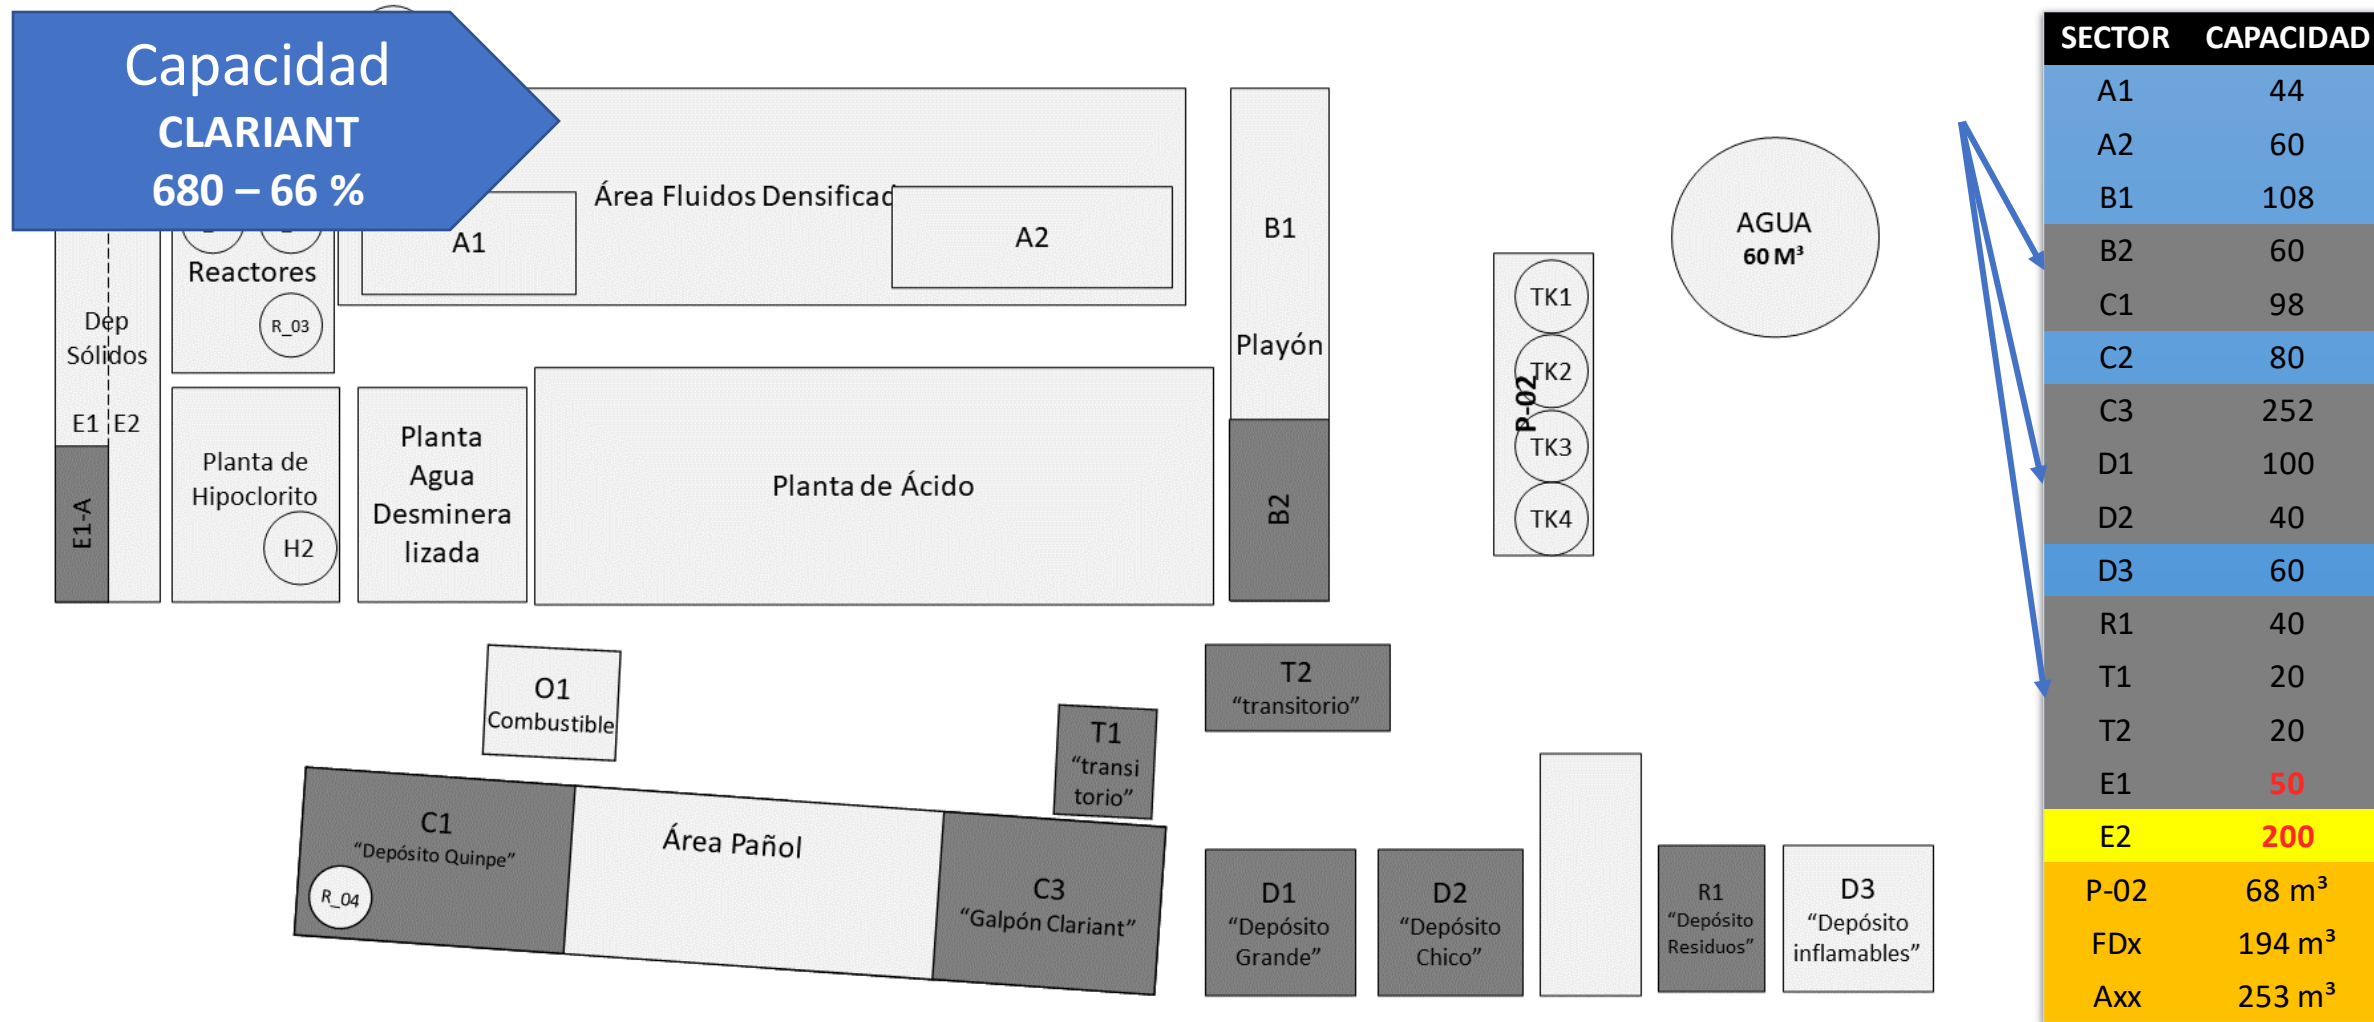 Capacidad
CLARIANT
680 – 66 %
Área Fluidos Densificad
A1
A2
Reactores
R_03
Dep
Sólidos
E1
E2
E1-A
Planta de
Hipoclorito
H2
Planta
Agua
Desminera
lizada
Planta de Ácido
B1
Playón
B2
P-02
TK1
TK2
TK3
TK4
AGUA
60 M³
O1
Combustible
T1
“transi
torio”
T2
“transitorio”
C1
“Depósito Quinpe”
R_04
Área Pañol
C3
“Galpón Clariant”
D1
“Depósito
Grande”
D2
“Depósito
Chico”
R1
“Depósito
Residuos”
D3
“Depósito
inflamables”
SECTOR CAPACIDAD
A1 44
A2 60
B1 108
B2 60
C1 98
C2 80
C3 252
D1 100
D2 40
D3 60
R1 40
T1 20
T2 20
E1 50
E2 200
P-02 68 m³
FDx 194 m³
Axx 253 m³